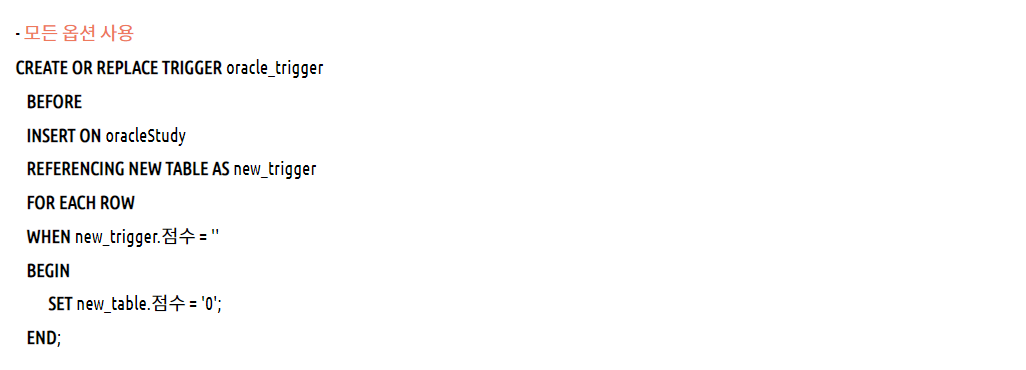 - 모든 옵션 사용
CREATE OR REPLACE TRIGGER oracle_trigger
BEFORE
INSERT ON oracleStudy
REFERENCING NEW TABLE AS new_trigger
FOR EACH ROW
WHEN new_trigger.점수 = ''
BEGIN
SET new_table.점수 = '0';
END;